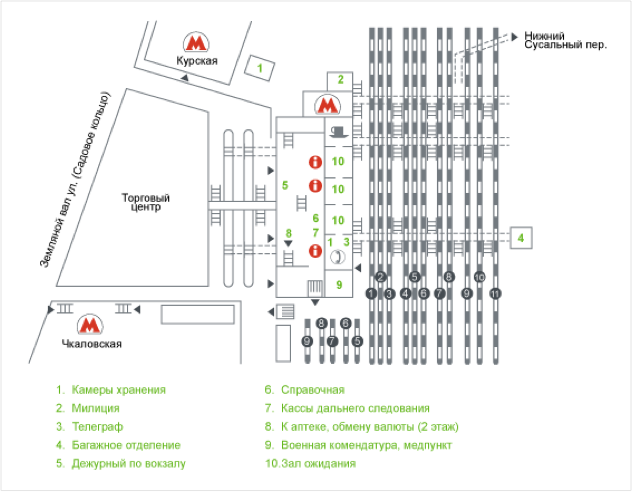 М
Курская
1
Нижний
Сусальный пер.
2
М
Земляной вал ул. (Садовое кольцо)
Торговый
центр
i
10
5
i
10
6
10
7
8
i
1
3
4
9
2
5
8
10
1
3
4
6
7
9
11
М
Чкаловская
8
6
9
7
5
1. Камеры хранения
2. Милиция
3. Телеграф
4. Багажное отделение
5. Дежурный по вокзалу
6. Справочная
7. Кассы дальнего следования
8. К аптеке, обмену валюты (2 этаж)
9. Военная комендатура, медпункт
10. Зал ожидания